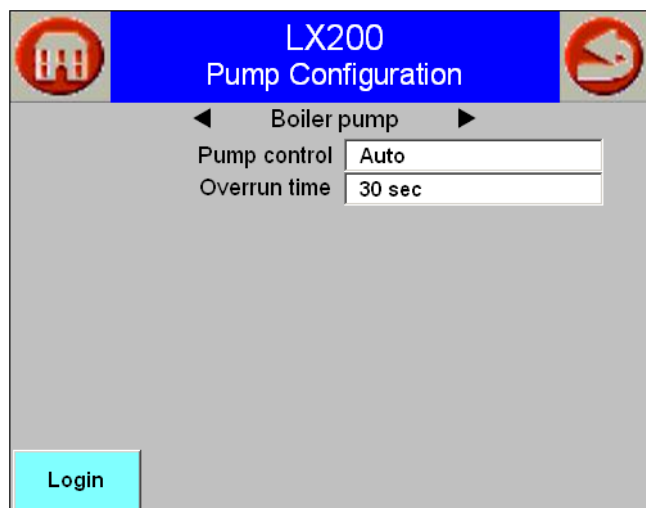 LX200
Pump Configuration
Boiler pump
Pump control Auto
Overrun time 30 sec
Login